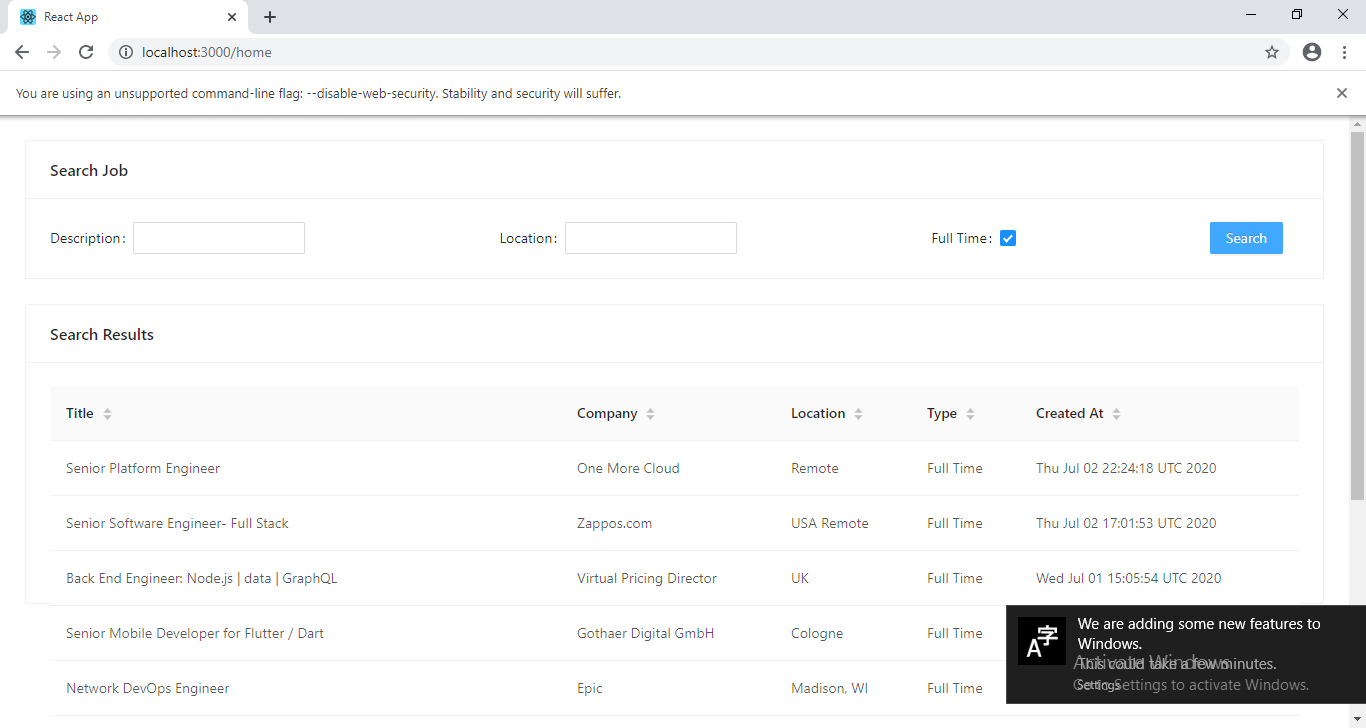 React App
localhost:3000/home
You are using an unsupported command-line flag: --disable-web-security. Stability and security will suffer.
Search Job
Description:
Location:
Full Time:
Search
Search Results
Title Company Location Type Created At
Senior Platform Engineer One More Cloud Remote Full Time Thu Jul 02 22:24:18 UTC 2020
Senior Software Engineer- Full Stack Zappos.com USA Remote Full Time Thu Jul 02 17:01:53 UTC 2020
Back End Engineer: Node.js | data | GraphQL Virtual Pricing Director UK Full Time Wed Jul 01 15:05:54 UTC 2020
Senior Mobile Developer for Flutter / Dart Gothaer Digital GmbH Cologne Full Time
Network DevOps Engineer Epic Madison, WI Full Time
A字
We are adding some new features to
Windows.
This could take a few minutes.
Settings
Activate Windows
Go to Settings to activate Windows.